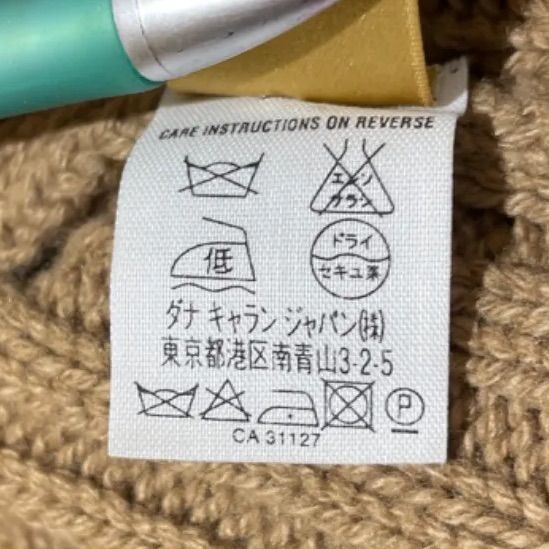 CARE INSTRUCTIONS ON REVERSE
エンソ
カラン
低
ドライ
セキユ系
ダナ キャラン ジャパン(株)
東京都港区南青山3-2-5
P
CA 31127